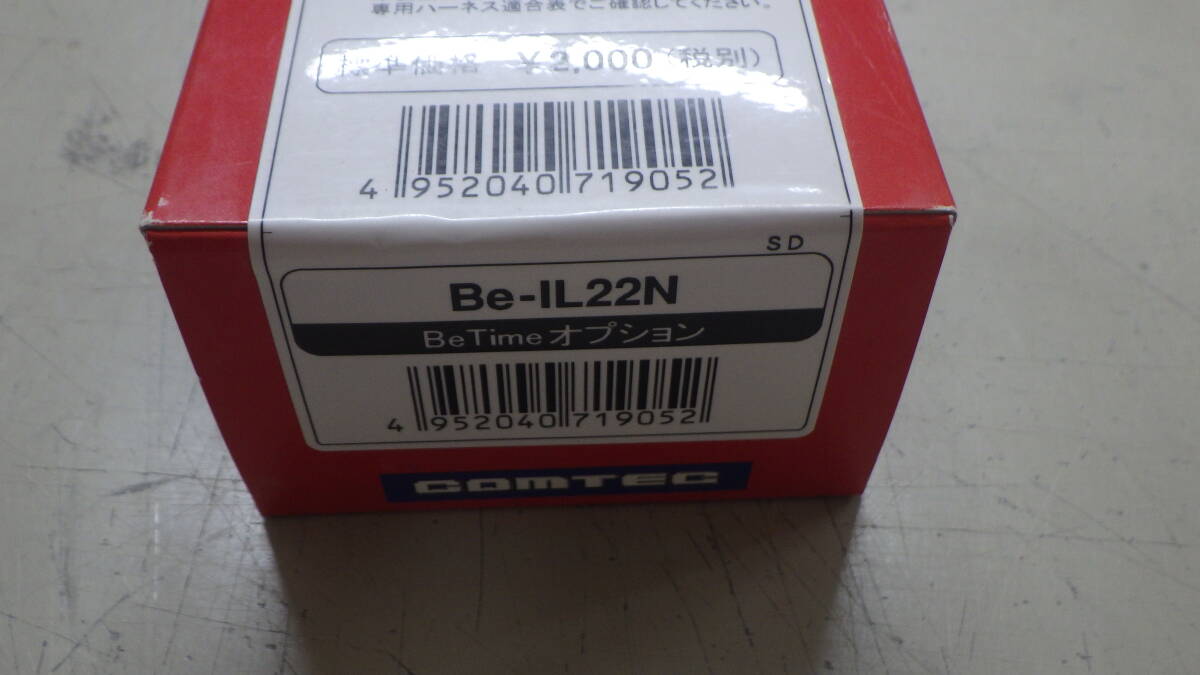 専用ハーネス適合表でご確認してください。
標準価格 ¥2,000（税別）
4 952040 719052
SD
Be-IL22N
BeTimeオプション
4 952040 719052
COMTEC